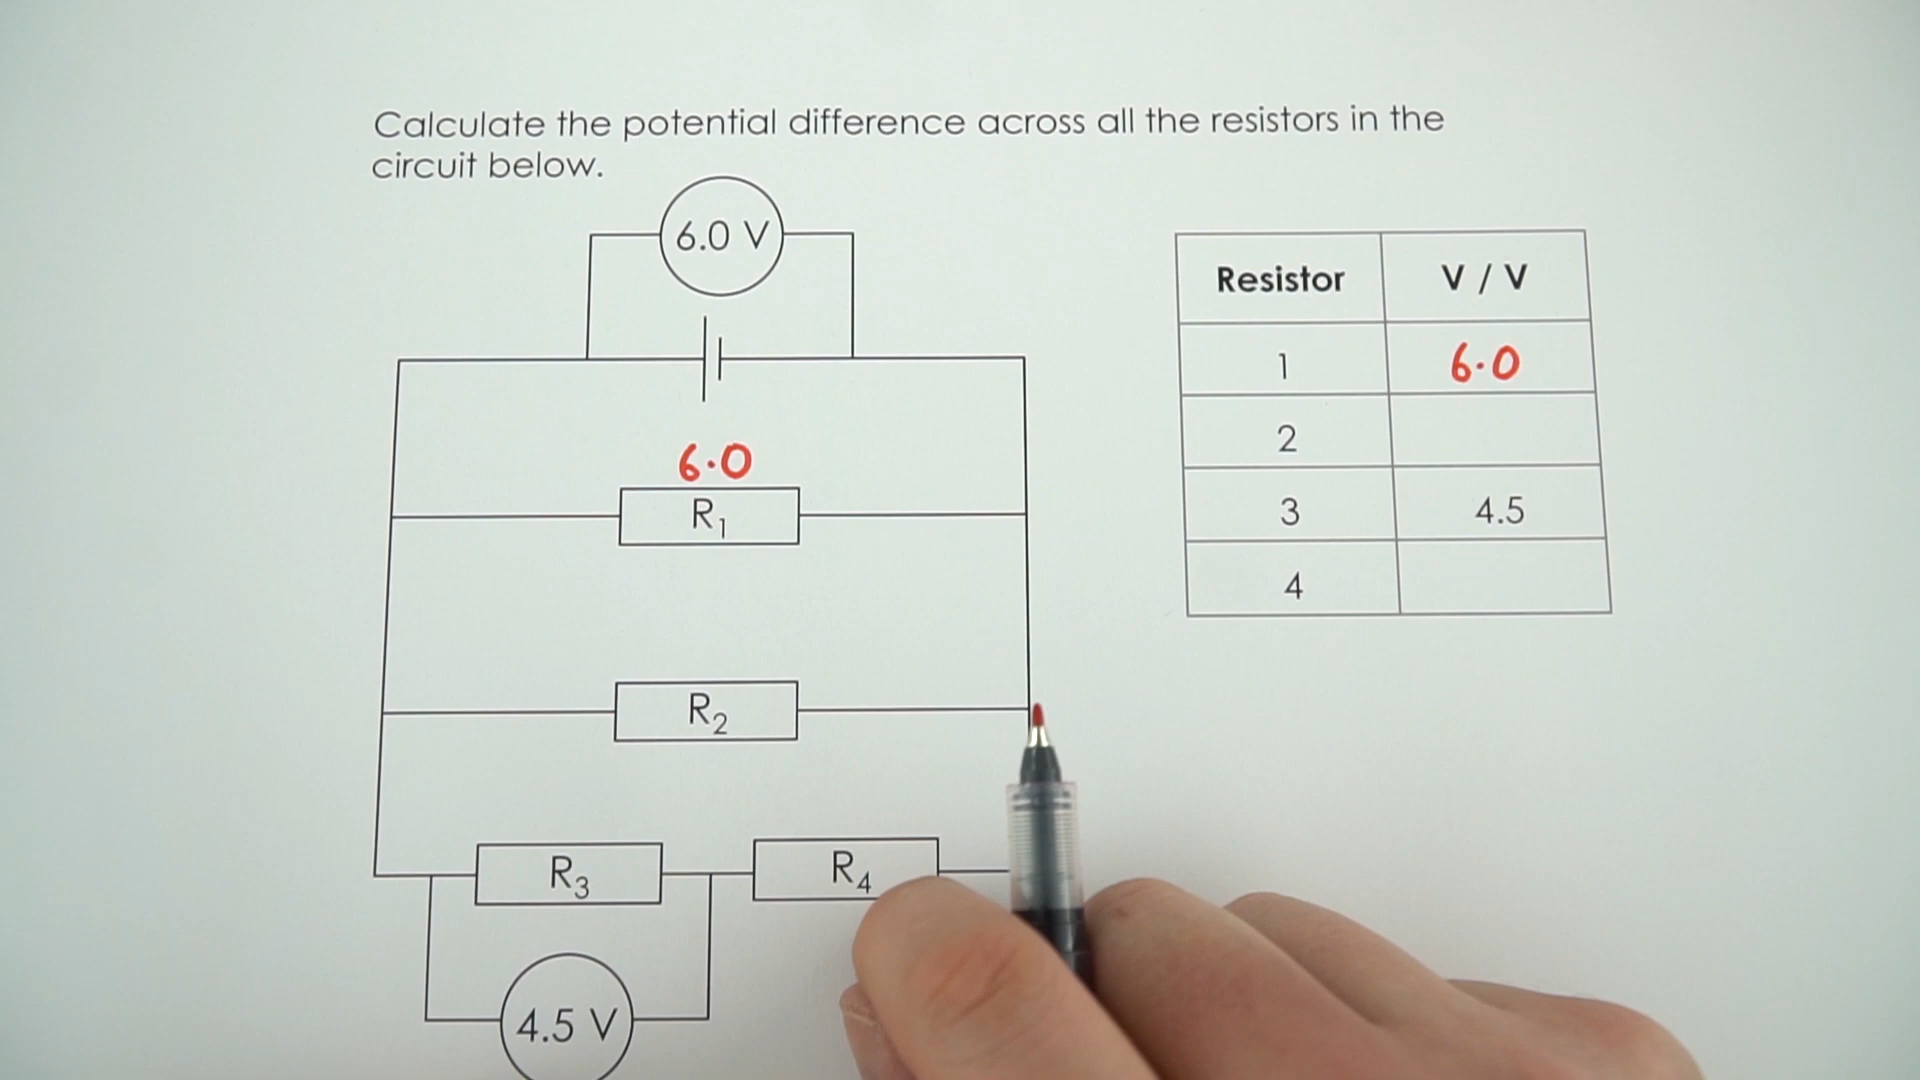 Calculate the potential difference across all the resistors in the
circuit below.
6.0 V
6.0
R₁
R₂
R₃
R₄
4.5 V
Resistor V / V
1 6.0
2
3 4.5
4